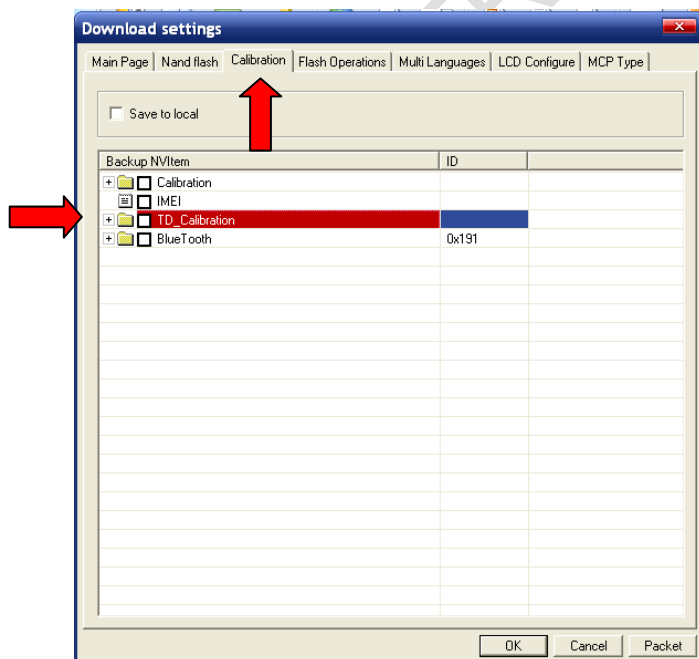 Download settings
Main Page Nand flash Calibration Flash Operations Multi Languages LCD Configure MCP Type
Save to local
Backup NVItem ID
Calibration
IMEI
TD_Calibration
BlueTooth 0x191
OK Cancel Packet